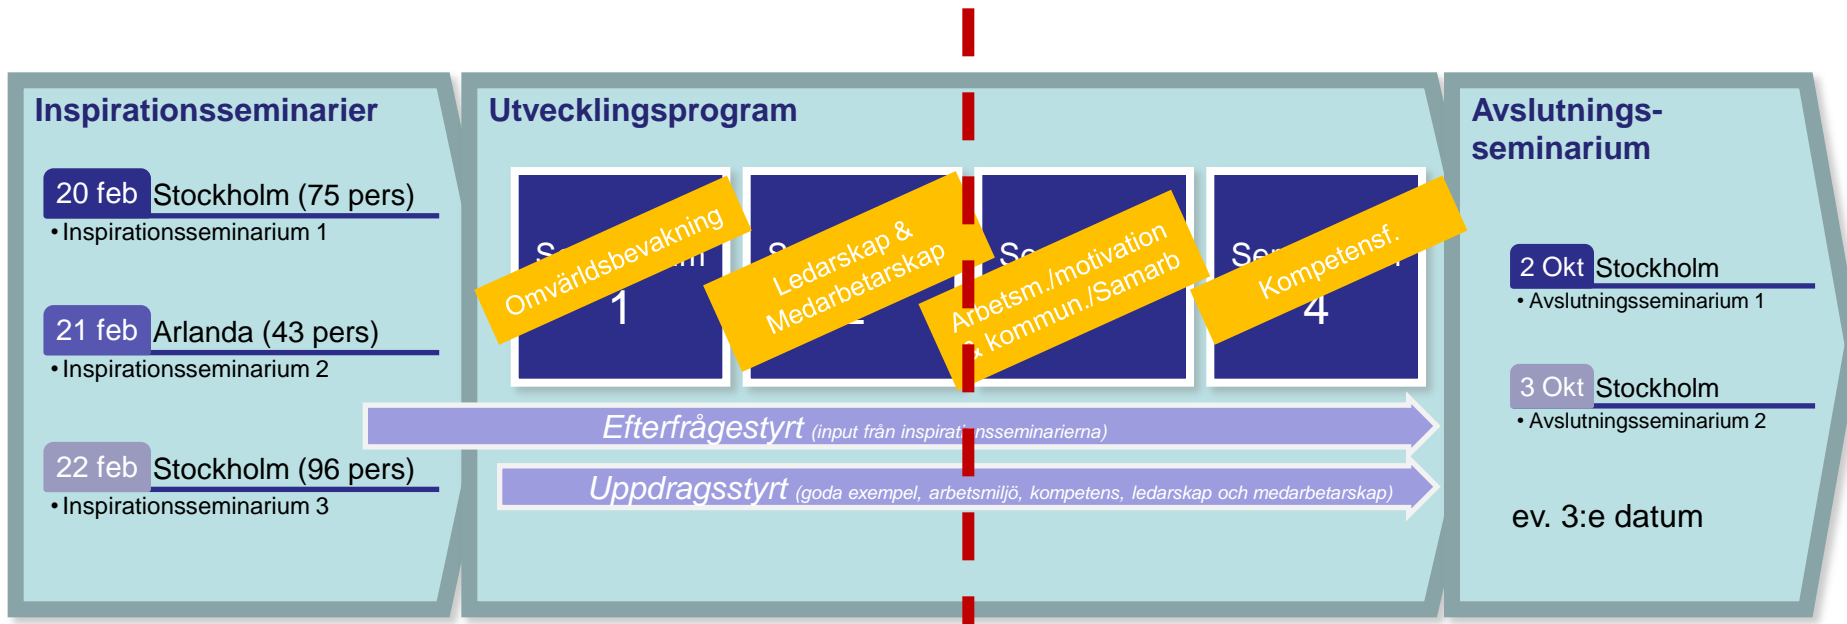 Inspirationsseminarier
20 feb Stockholm (75 pers)
• Inspirationsseminarium 1
21 feb Arlanda (43 pers)
• Inspirationsseminarium 2
22 feb Stockholm (96 pers)
• Inspirationsseminarium 3
Utvecklingsprogram
1
Omvärldsbevakning
Ledarskap &
Medarbetarskap
Arbetsm./motivation
& kommun./Samarb
4
Kompetensf.
Efterfrågestyrt (input från inspirationsseminarierna)
Uppdragsstyrt (goda exempel, arbetsmiljö, kompetens, ledarskap och medarbetarskap)
Avslutnings-
seminarium
2 Okt Stockholm
• Avslutningsseminarium 1
3 Okt Stockholm
• Avslutningsseminarium 2
ev. 3:e datum